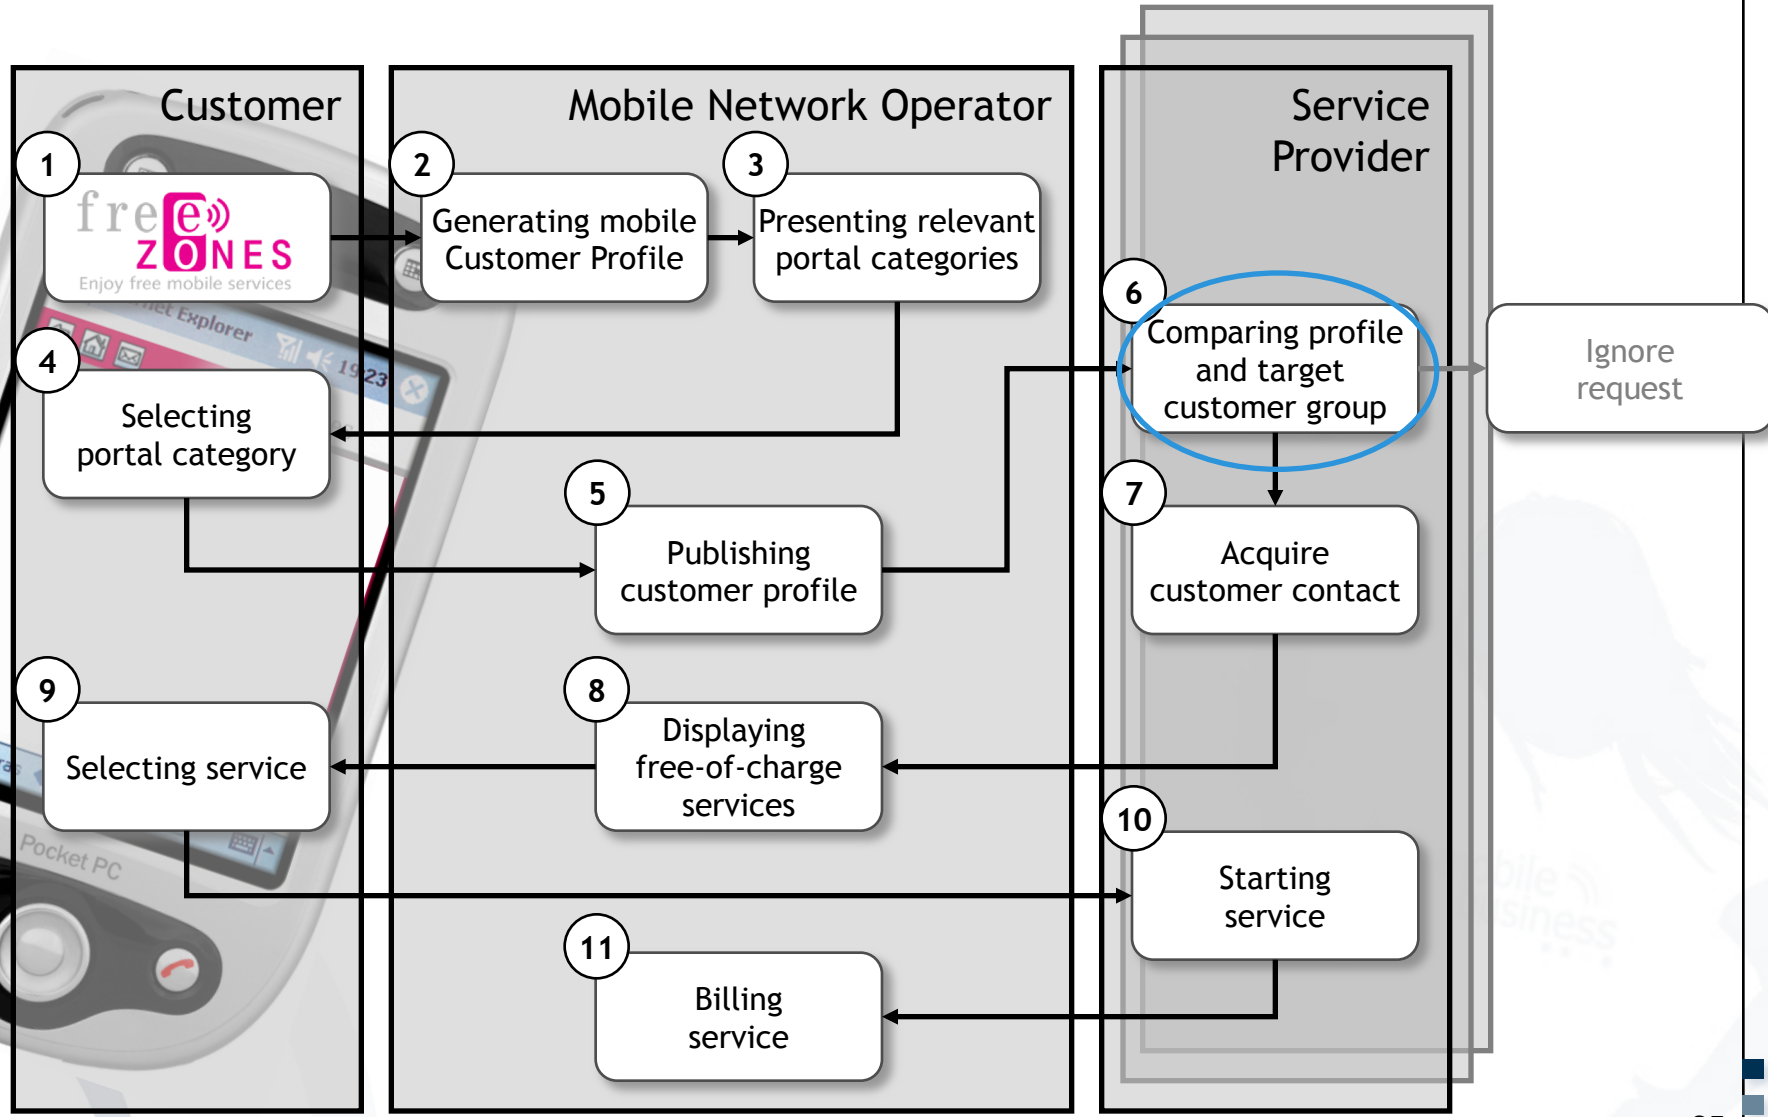 Customer
Mobile Network Operator
Service
Provider
1
free
ZONES
Enjoy free mobile services
2
Generating mobile
Customer Profile
3
Presenting relevant
portal categories
Explorer
19:23
4
Selecting
portal category
5
Publishing
customer profile
6
Comparing profile
and target
customer group
Ignore
request
7
Acquire
customer contact
8
Displaying
free-of-charge
services
9
Selecting service
Pocket PC
10
Starting
service
11
Billing
service